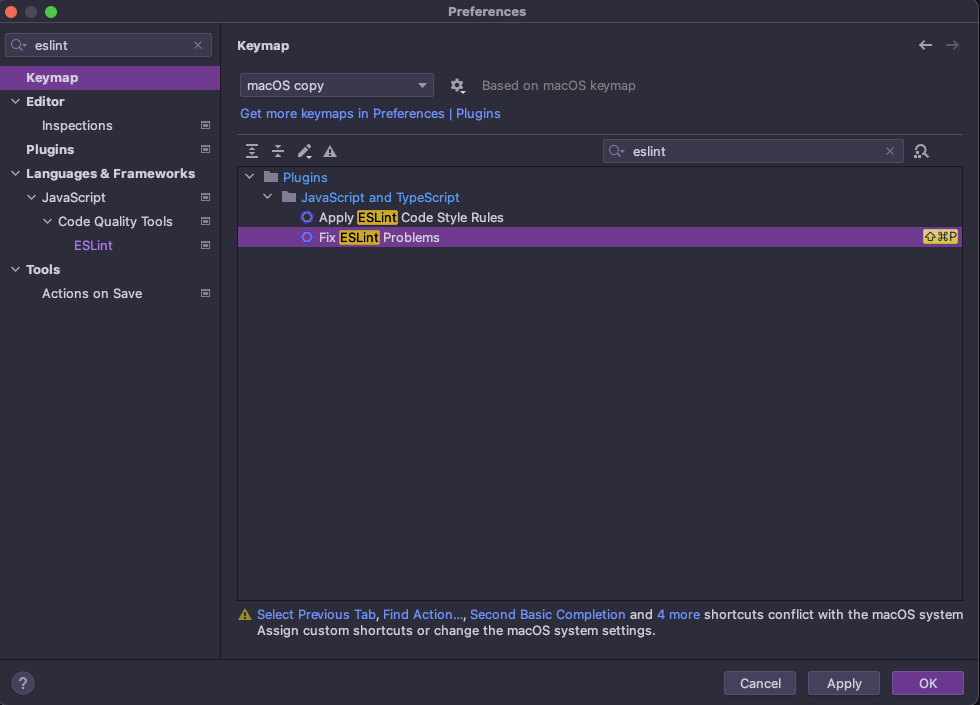 Preferences
eslint
Keymap
Editor
Inspections
Plugins
Languages & Frameworks
JavaScript
Code Quality Tools
ESLint
Tools
Actions on Save
Keymap
macOS copy
Based on macOS keymap
Get more keymaps in Preferences | Plugins
eslint
Plugins
JavaScript and TypeScript
Apply ESLint Code Style Rules
Fix ESLint Problems ⇧⌘P
Select Previous Tab, Find Action..., Second Basic Completion and 4 more shortcuts conflict with the macOS system
Assign custom shortcuts or change the macOS system settings.
?
Cancel
Apply
OK